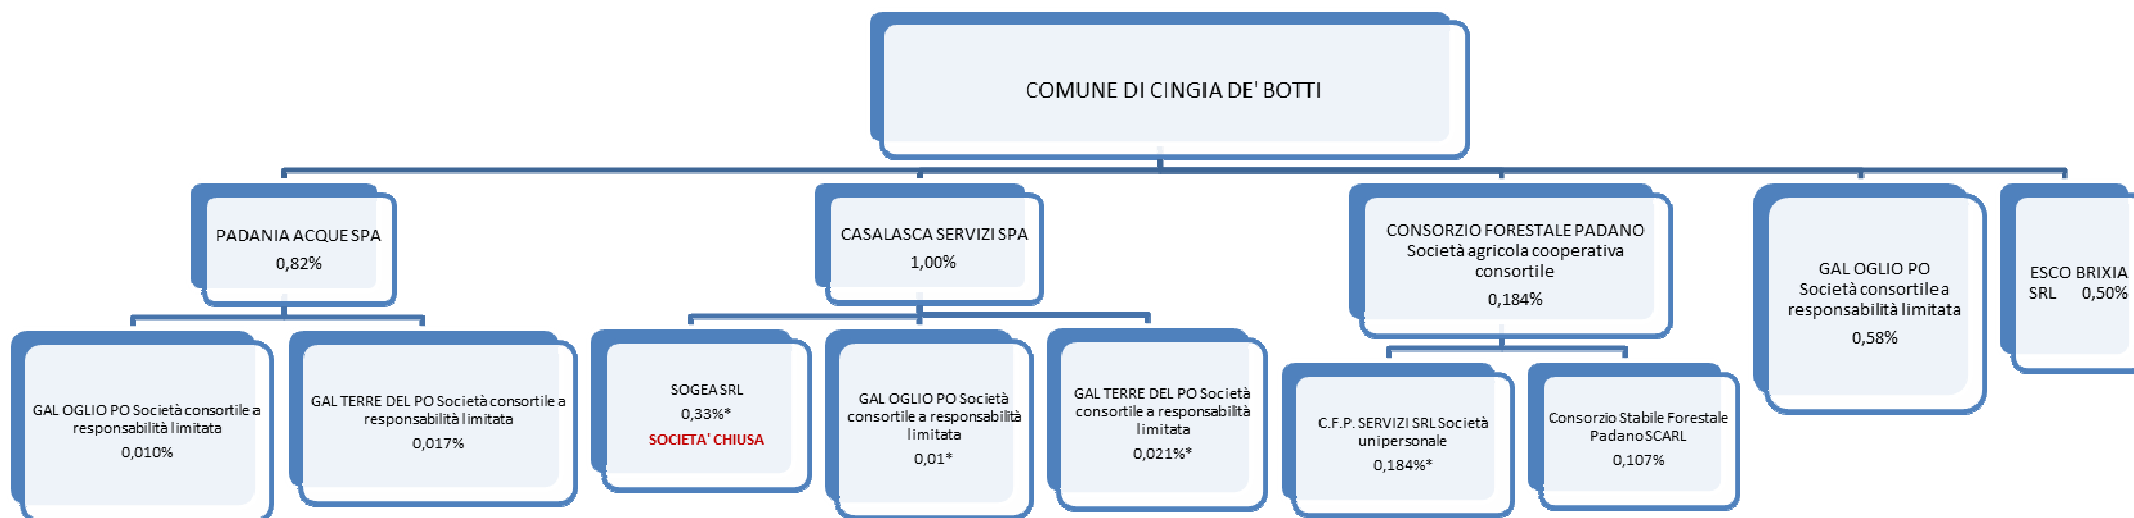 COMUNE DI CINGIA DE' BOTTI
PADANIA ACQUE SPA
0,82%
CASALASCA SERVIZI SPA
1,00%
CONSORZIO FORESTALE PADANO
Società agricola cooperativa
consortile
0,184%
GAL OGLIO PO
Società consortile a
responsabilità limitata
0,58%
ESCO BRIXIA
SRL 0,50%
GAL OGLIO PO Società consortile a
responsabilità limitata
0,010%
GAL TERRE DEL PO Società consortile a
responsabilità limitata
0,017%
SOGEA SRL
0,33%*
SOCIETA' CHIUSA
GAL OGLIO PO Società
consortile a responsabilità
limitata
0,01*
GAL TERRE DEL PO Società
consortile a responsabilità
limitata
0,021%*
C.F.P. SERVIZI SRL Società
unipersonale
0,184%*
Consorzio Stabile Forestale
Padano SCARL
0,107%